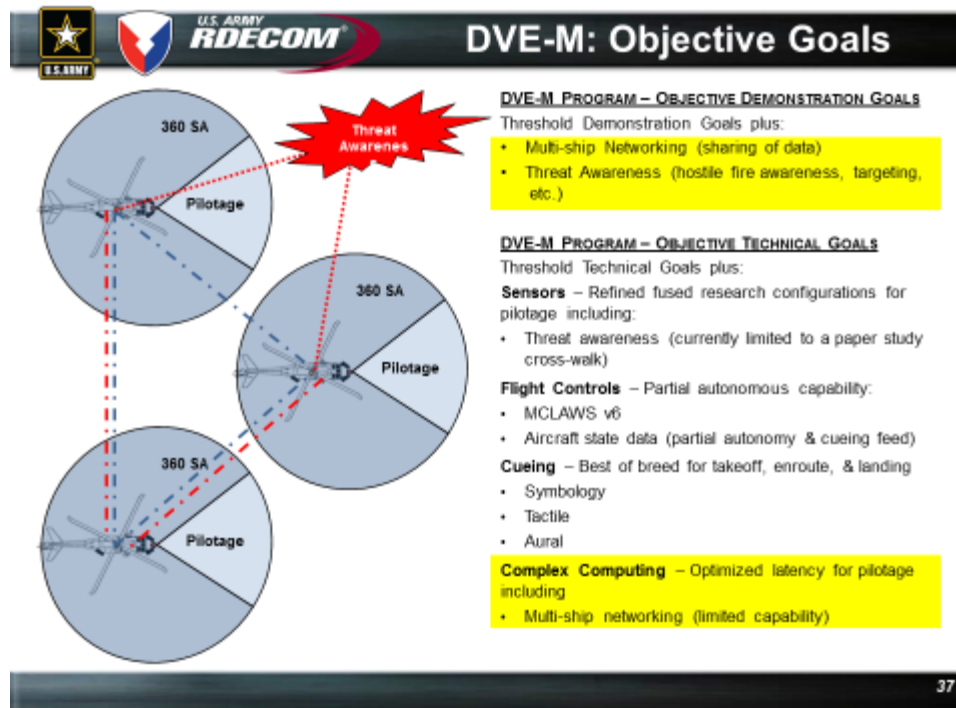 U.S. ARMY
U.S. ARMY
RDECOM
DVE-M: Objective Goals
360 SA
Pilotage
Threat
Awarenes
360 SA
Pilotage
360 SA
Pilotage
DVE-M PROGRAM – OBJECTIVE DEMONSTRATION GOALS
Threshold Demonstration Goals plus:
• Multi-ship Networking (sharing of data)
• Threat Awareness (hostile fire awareness, targeting,
etc.)
DVE-M PROGRAM – OBJECTIVE TECHNICAL GOALS
Threshold Technical Goals plus:
Sensors – Refined fused research configurations for
pilotage including:
• Threat awareness (currently limited to a paper study
cross-walk)
Flight Controls – Partial autonomous capability:
• MCLAWS v6
• Aircraft state data (partial autonomy & cueing feed)
Cueing – Best of breed for takeoff, enroute, & landing
• Symbology
• Tactile
• Aural
Complex Computing – Optimized latency for pilotage
including
• Multi-ship networking (limited capability)
37